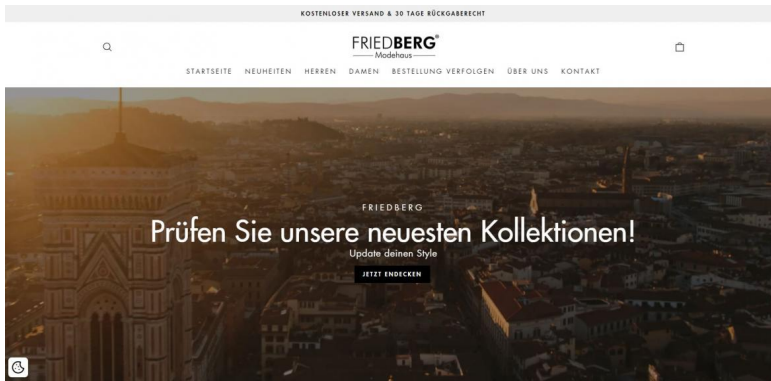 KOSTENLOSER VERSAND & 30 TAGE RÜCKGABERECHT
FRIEDBERG®
Modehaus
STARTSEITE NEUHEITEN HERREN DAMEN BESTELLUNG VERFOLGEN ÜBER UNS KONTAKT
FRIEDBERG
Prüfen Sie unsere neuesten Kollektionen!
Update deinen Style
JETZT ENDECKEN